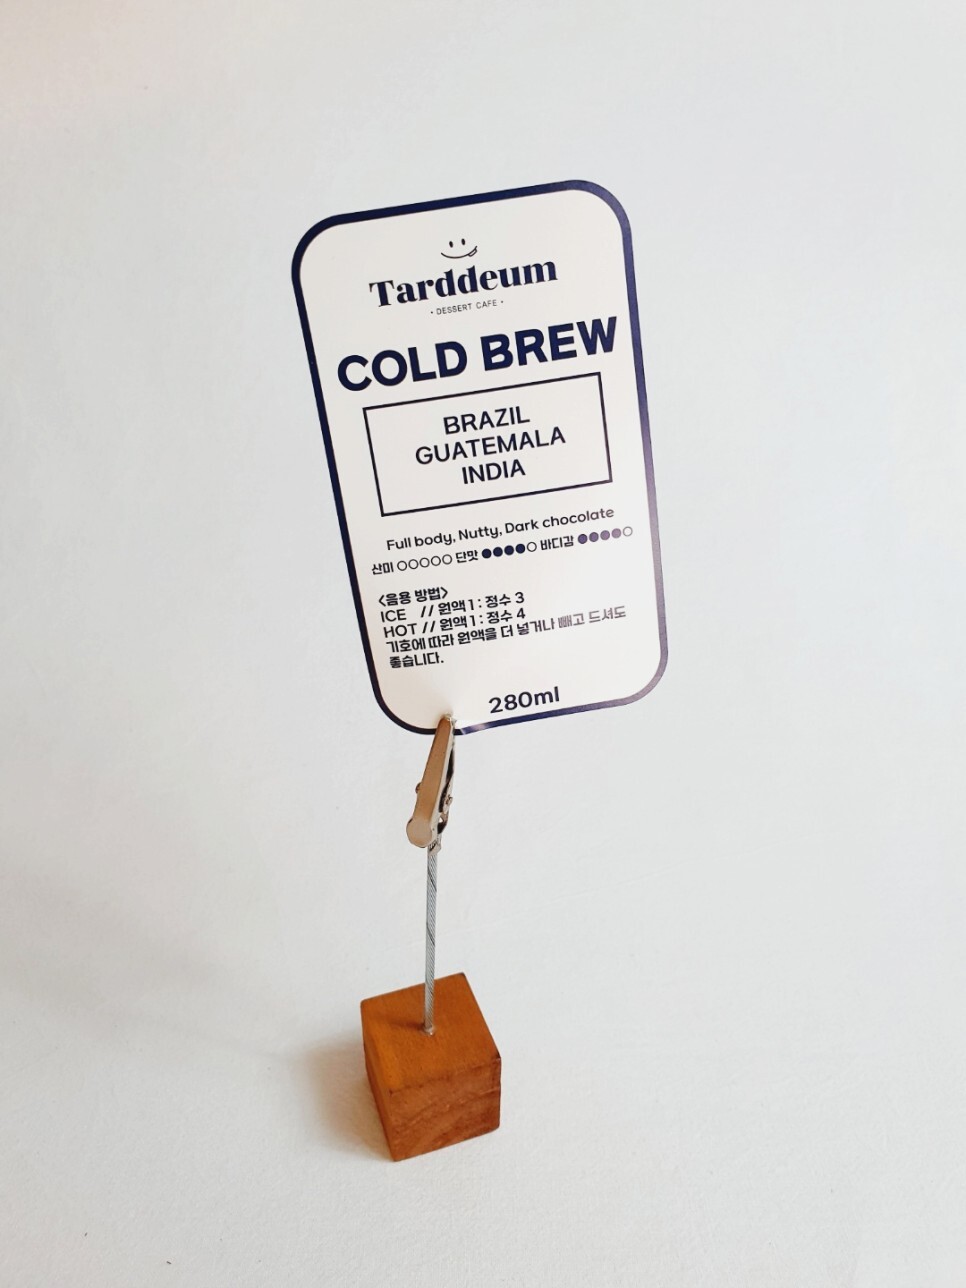 Tarddeum
· DESSERT CAFE ·
COLD BREW
BRAZIL
GUATEMALA
INDIA
Full body, Nutty, Dark chocolate
산미 ○○○○○ 단맛 ●●●●○ 바디감 ●●●●○
<음용 방법>
ICE // 원액 1 : 정수 3
HOT // 원액 1 : 정수 4
기호에 따라 원액을 더 넣거나 빼고 드셔도
좋습니다.
280ml